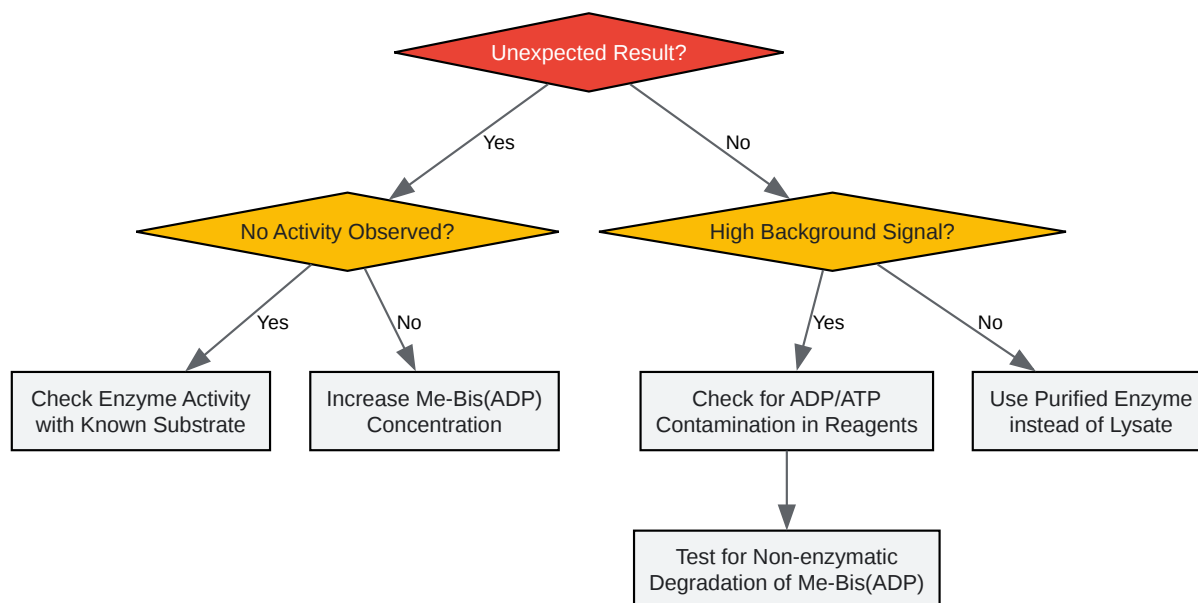 Unexpected Result?
Yes
No
No Activity Observed?
High Background Signal?
Yes
No
Yes
No
Check Enzyme Activity
with Known Substrate
Increase Me-Bis(ADP)
Concentration
Check for ADP/ATP
Contamination in Reagents
Use Purified Enzyme
instead of Lysate
Test for Non-enzymatic
Degradation of Me-Bis(ADP)